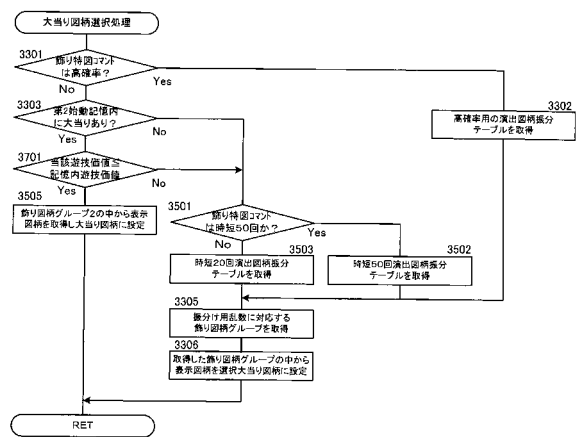 大当り図柄選択処理
3301
飾り特図コマンド
は高確率？
Yes
No
3302
高確率用の演出図柄振分
テーブルを取得
3303
第2始動記憶内
に大当りあり？
No
Yes
3701
当該遊技価値≦
記憶内遊技価値
No
Yes
3505
飾り図柄グループ2の中から表示
図柄を取得し大当り図柄に設定
3501
飾り特図コマンド
は時短50回か？
Yes
No
3503
時短20回演出図柄振分
テーブルを取得
3502
時短50回演出図柄振分
テーブルを取得
3305
振分け用乱数に対応する
飾り図柄グループを取得
3306
取得した飾り図柄グループの中から
表示図柄を選択大当り図柄に設定
RET